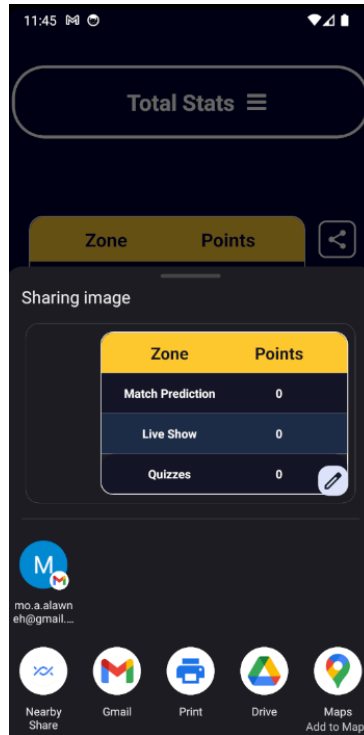 11:45
Total Stats
Zone Points
Sharing image
Zone Points
Match Prediction 0
Live Show 0
Quizzes 0
M
mo.a.alawn
eh@gmail....
Nearby
Share
Gmail
Print
Drive
Maps
Add to Map